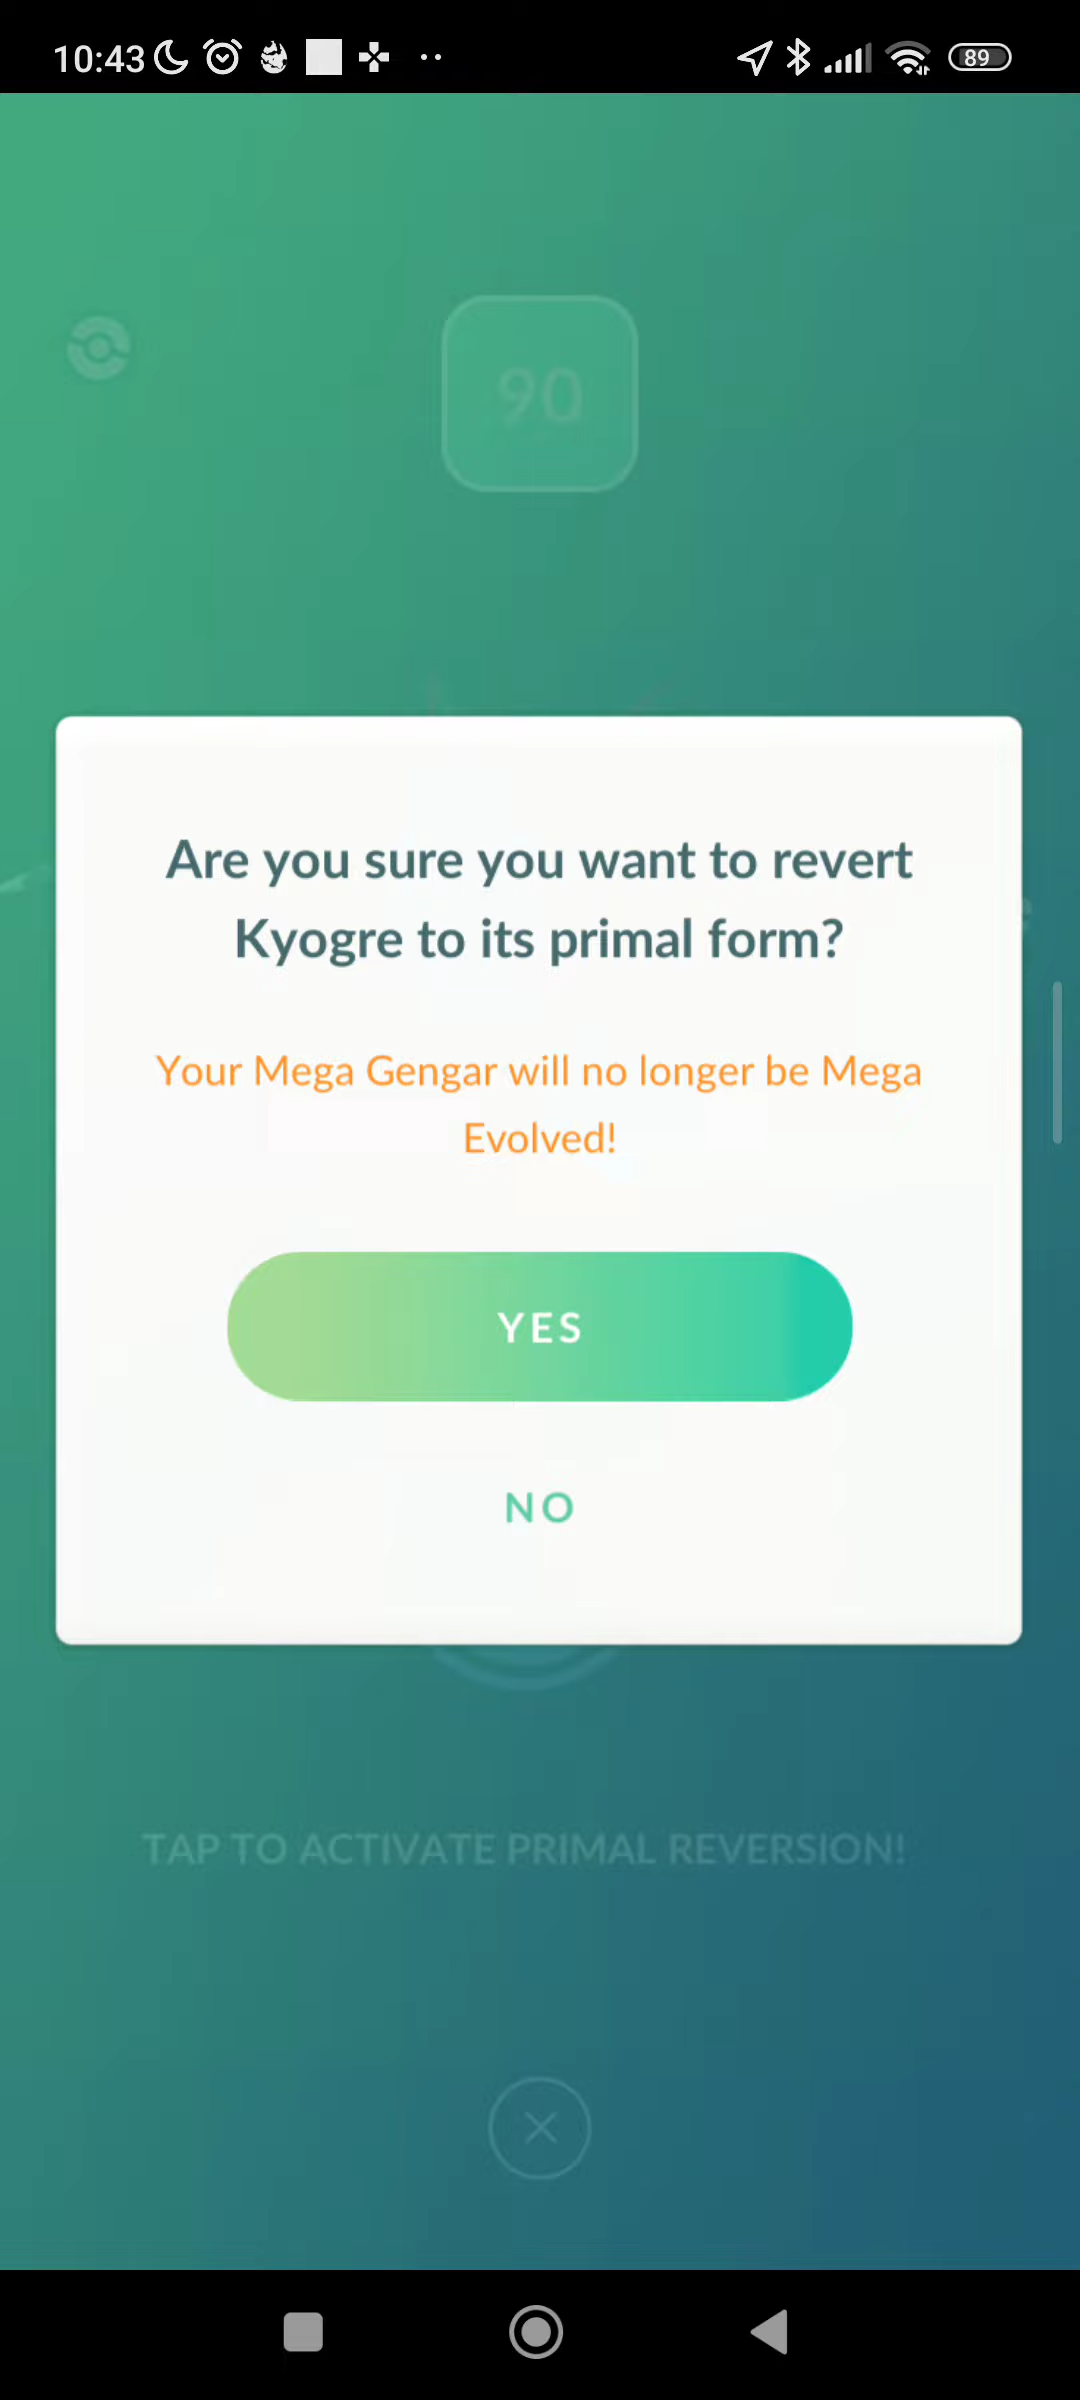 10:43
89
90
Are you sure you want to revert
Kyogre to its primal form?
Your Mega Gengar will no longer be Mega
Evolved!
YES
NO
TAP TO ACTIVATE PRIMAL REVERSION!